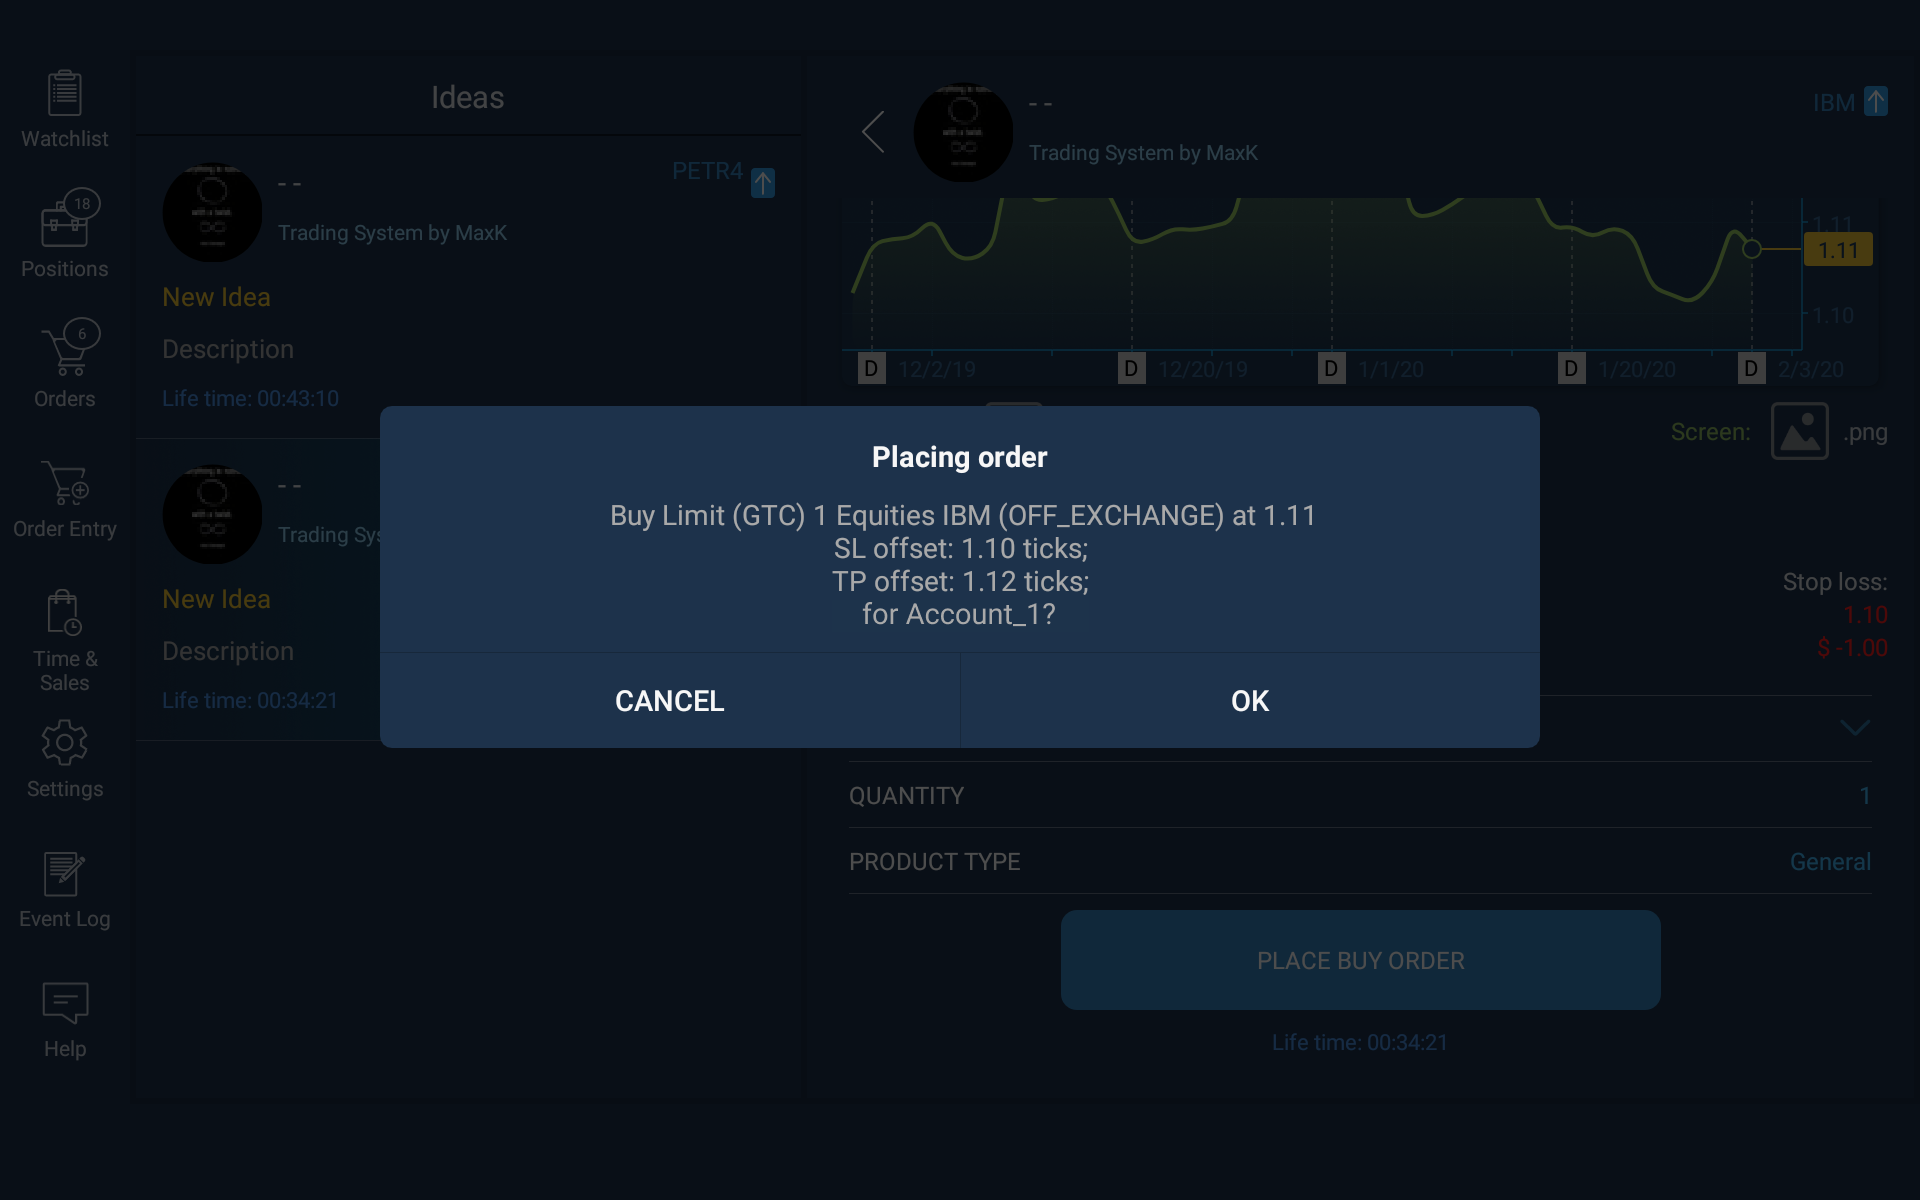 Watchlist
18
Positions
6
Orders
Order Entry
Time &
Sales
Settings
Event Log
Help
Ideas
- -
PETR4
Trading System by MaxK
New Idea
Description
Life time: 00:43:10
- -
Trading Sys
New Idea
Description
Life time: 00:34:21
- -
IBM
Trading System by MaxK
1.11
1.11
1.10
D 12/2/19 D 12/20/19 D 1/1/20 D 1/20/20 D 2/3/20
Screen: .png
Placing order
Buy Limit (GTC) 1 Equities IBM (OFF_EXCHANGE) at 1.11
SL offset: 1.10 ticks;
TP offset: 1.12 ticks;
for Account_1?
CANCEL OK
Stop loss:
1.10
$ -1.00
QUANTITY 1
PRODUCT TYPE General
PLACE BUY ORDER
Life time: 00:34:21